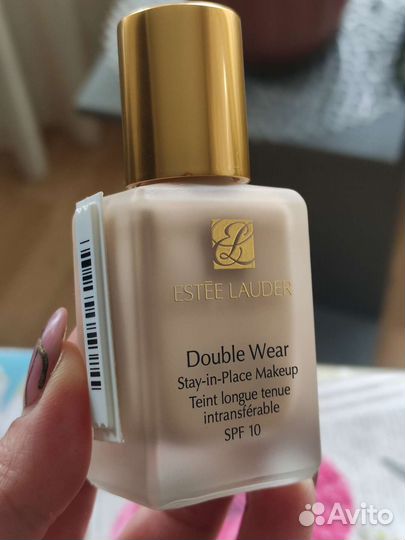 ESTĒE LAUDER
Double Wear
Stay-in-Place Makeup
Teint longue tenue
intransférable
SPF 10
Avito